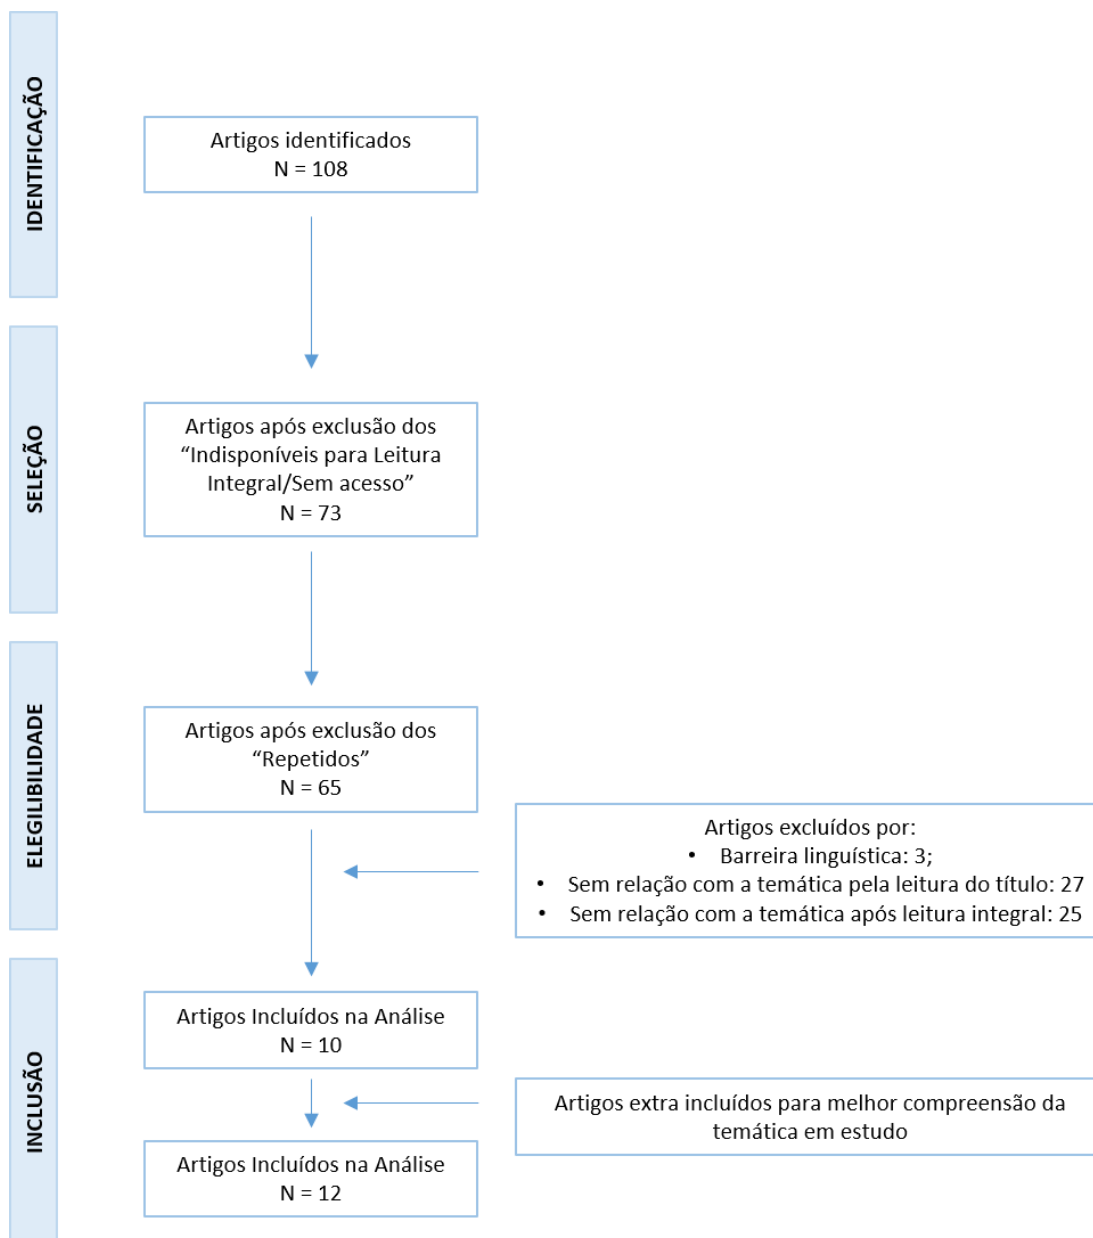 IDENTIFICAÇÃO
Artigos identificados
N = 108
SELEÇÃO
Artigos após exclusão dos
“Indisponíveis para Leitura
Integral/Sem acesso”
N = 73
ELEGILIBILIDADE
Artigos após exclusão dos
“Repetidos”
N = 65
Artigos excluídos por:
• Barreira linguística: 3;
• Sem relação com a temática pela leitura do título: 27
• Sem relação com a temática após leitura integral: 25
INCLUSÃO
Artigos Incluídos na Análise
N = 10
Artigos extra incluídos para melhor compreensão da
temática em estudo
Artigos Incluídos na Análise
N = 12